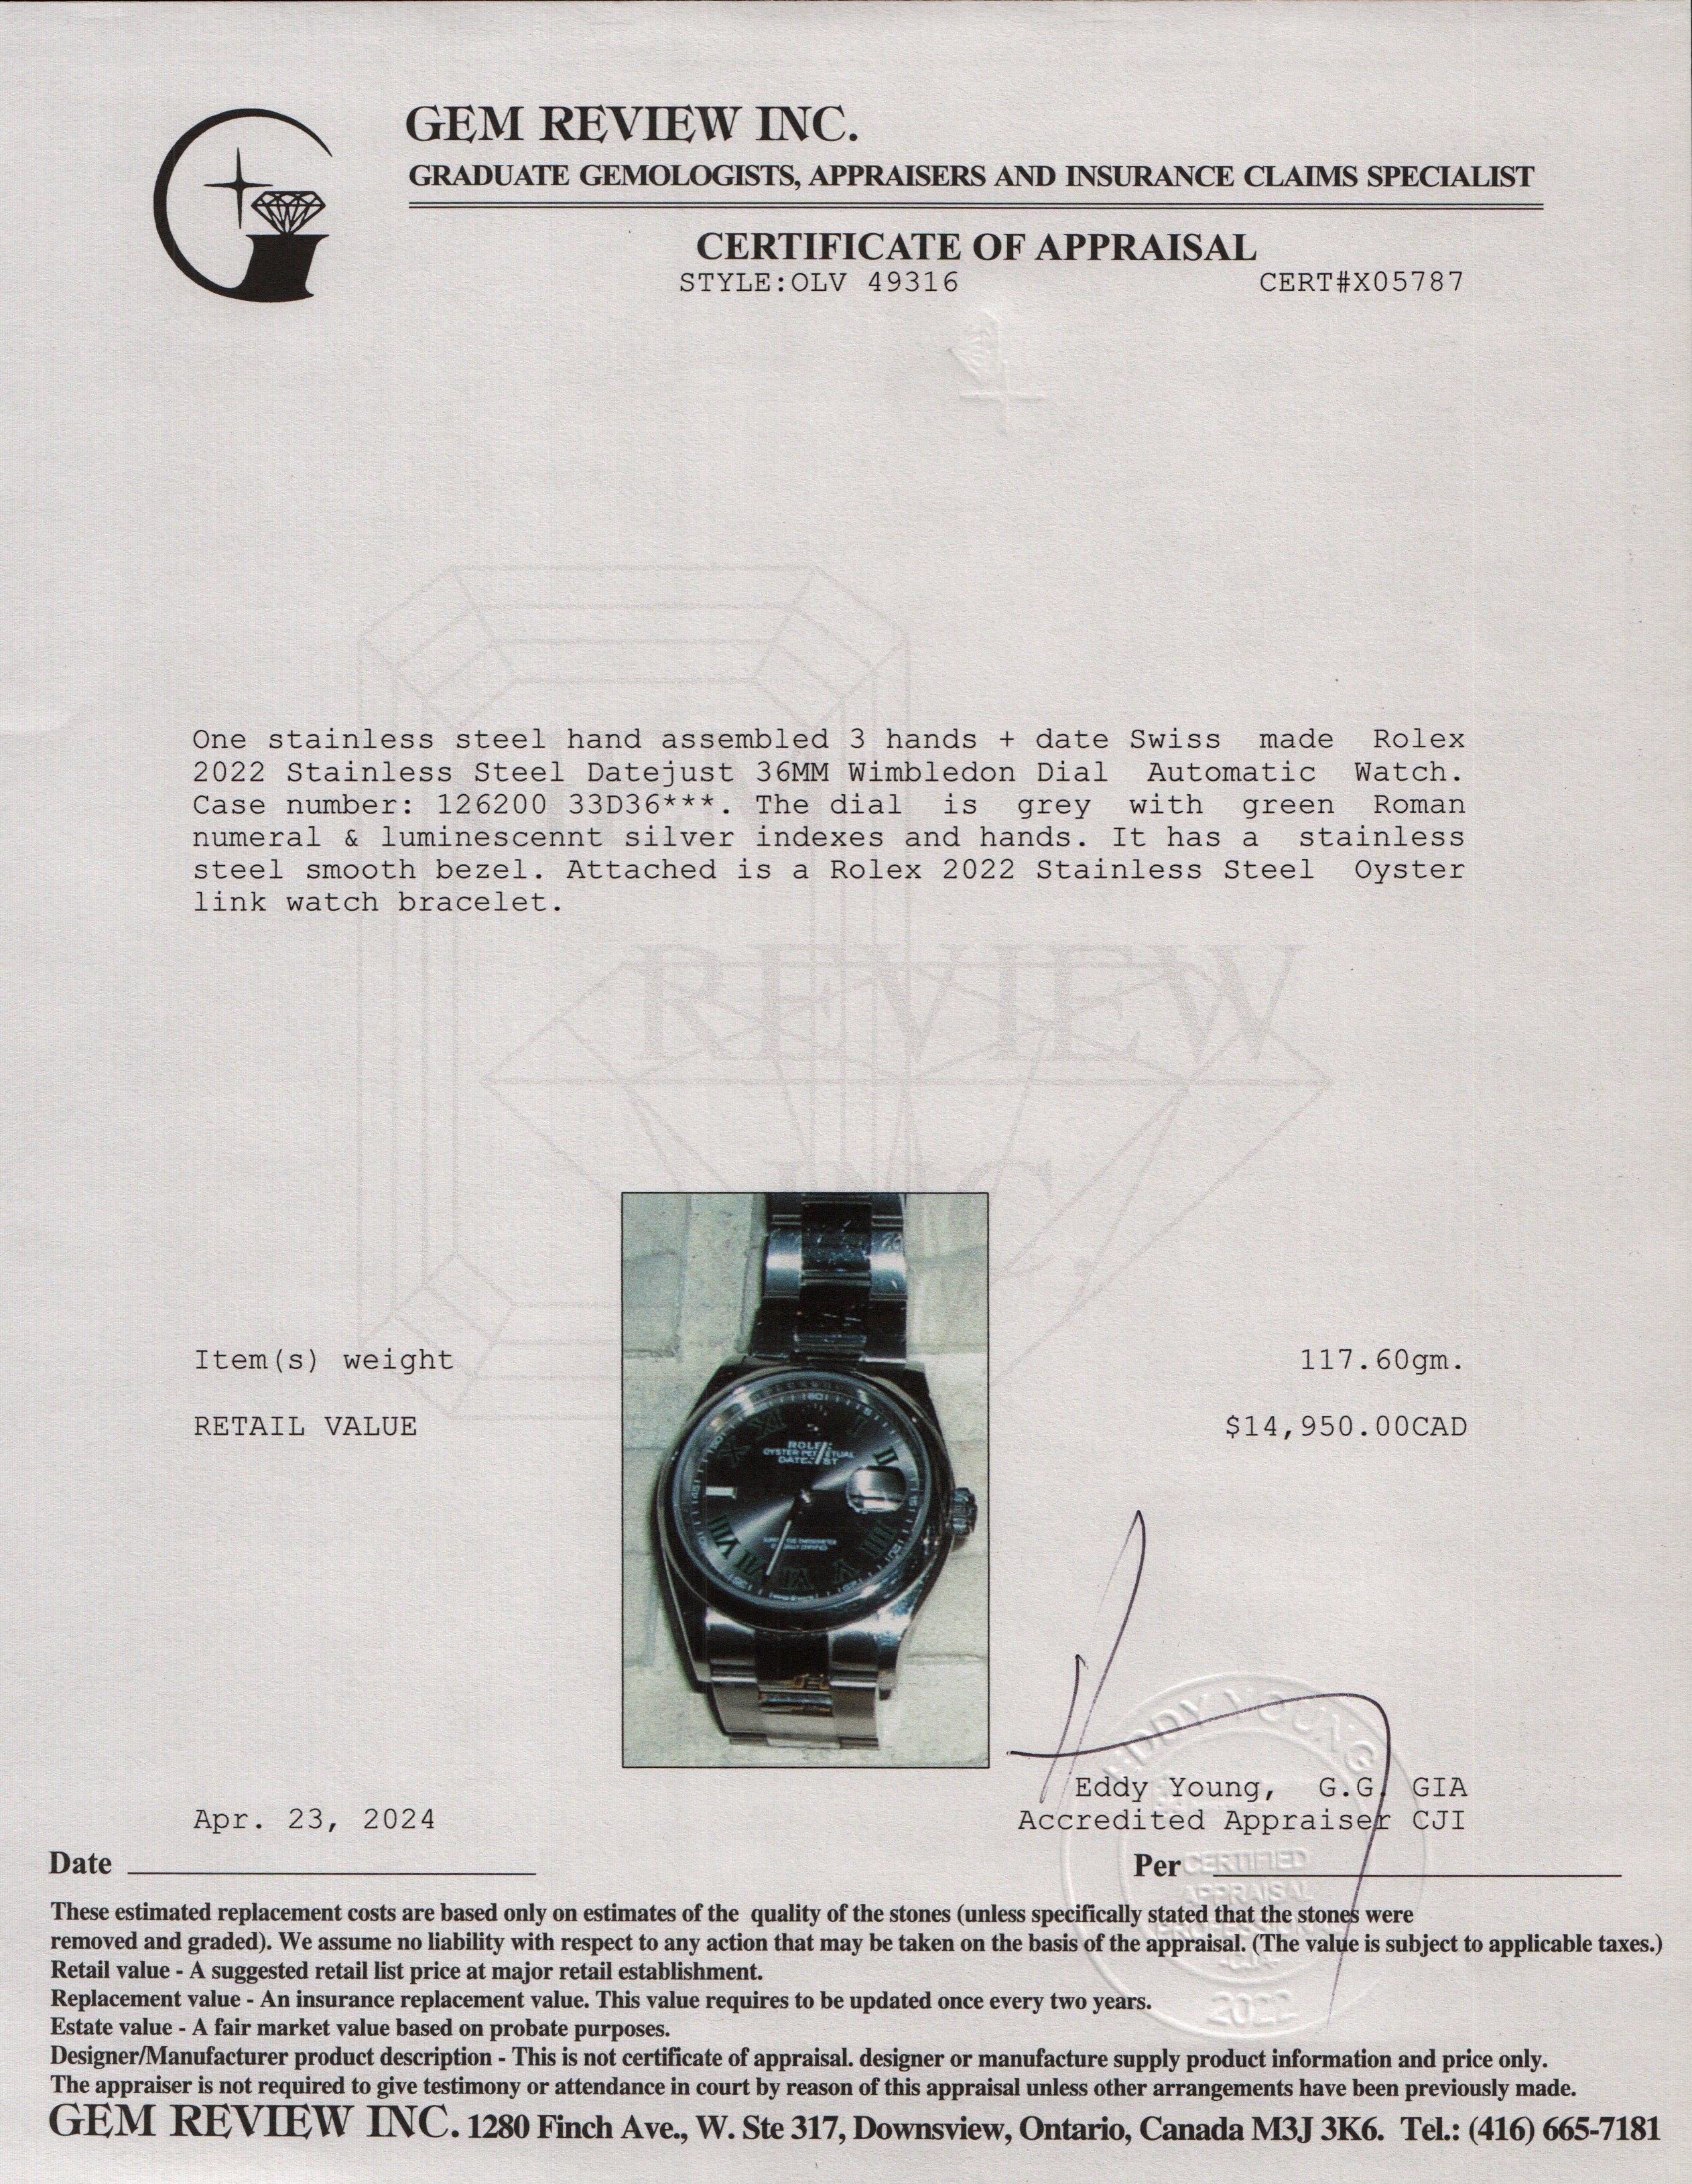 GEM REVIEW INC.
GRADUATE GEMOLOGISTS, APPRAISERS AND INSURANCE CLAIMS SPECIALIST
CERTIFICATE OF APPRAISAL
STYLE:OLV 49316 CERT#X05787
One stainless steel hand assembled 3 hands + date Swiss made Rolex
2022 Stainless Steel Datejust 36MM Wimbledon Dial Automatic Watch.
Case number: 126200 33D36***. The dial is grey with green Roman
numeral & luminescennt silver indexes and hands. It has a stainless
steel smooth bezel. Attached is a Rolex 2022 Stainless Steel Oyster
link watch bracelet.
REVIEW
INC.
Item(s) weight 117.60gm.
RETAIL VALUE $14,950.00CAD
ROLEX
OYSTER PERPETUAL
DATEJUST
EDDY YOUNG
Eddy Young, G.G. GIA
Apr. 23, 2024 Accredited Appraiser CJI
Date Per
CERTIFIED
APPRAISAL
PROFESSIONAL
-CJA-
2022
These estimated replacement costs are based only on estimates of the quality of the stones (unless specifically stated that the stones were
removed and graded). We assume no liability with respect to any action that may be taken on the basis of the appraisal. (The value is subject to applicable taxes.)
Retail value - A suggested retail list price at major retail establishment.
Replacement value - An insurance replacement value. This value requires to be updated once every two years.
Estate value - A fair market value based on probate purposes.
Designer/Manufacturer product description - This is not certificate of appraisal. designer or manufacture supply product information and price only.
The appraiser is not required to give testimony or attendance in court by reason of this appraisal unless other arrangements have been previously made.
GEM REVIEW INC. 1280 Finch Ave., W. Ste 317, Downsview, Ontario, Canada M3J 3K6. Tel.: (416) 665-7181